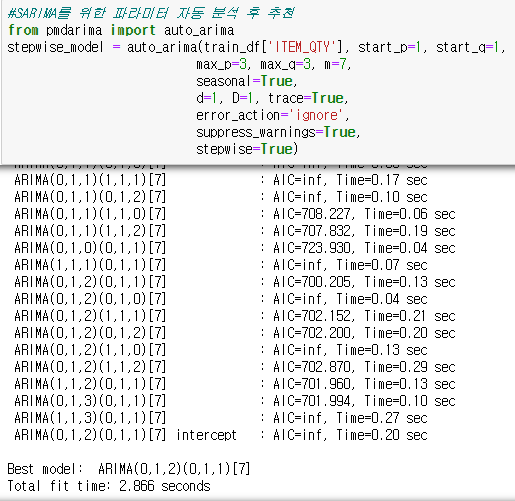 #SARIMA를 위한 파라미터 자동 분석 후 추천
from pmdarima import auto_arima
stepwise_model = auto_arima(train_df['ITEM_QTY'], start_p=1, start_q=1,
max_p=3, max_q=3, m=7,
seasonal=True,
d=1, D=1, trace=True,
error_action='ignore',
suppress_warnings=True,
stepwise=True)
ARIMA(0,1,1)(1,1,1)[7] : AIC=inf, Time=0.17 sec
ARIMA(0,1,1)(0,1,2)[7] : AIC=inf, Time=0.10 sec
ARIMA(0,1,1)(1,1,0)[7] : AIC=708.227, Time=0.06 sec
ARIMA(0,1,1)(1,1,2)[7] : AIC=707.832, Time=0.19 sec
ARIMA(0,1,0)(0,1,1)[7] : AIC=723.930, Time=0.04 sec
ARIMA(1,1,1)(0,1,1)[7] : AIC=inf, Time=0.07 sec
ARIMA(0,1,2)(0,1,1)[7] : AIC=700.205, Time=0.13 sec
ARIMA(0,1,2)(0,1,0)[7] : AIC=inf, Time=0.04 sec
ARIMA(0,1,2)(1,1,1)[7] : AIC=702.152, Time=0.21 sec
ARIMA(0,1,2)(0,1,2)[7] : AIC=702.200, Time=0.20 sec
ARIMA(0,1,2)(1,1,0)[7] : AIC=inf, Time=0.13 sec
ARIMA(0,1,2)(1,1,2)[7] : AIC=702.870, Time=0.29 sec
ARIMA(1,1,2)(0,1,1)[7] : AIC=701.960, Time=0.13 sec
ARIMA(0,1,3)(0,1,1)[7] : AIC=701.994, Time=0.10 sec
ARIMA(1,1,3)(0,1,1)[7] : AIC=inf, Time=0.27 sec
ARIMA(0,1,2)(0,1,1)[7] intercept : AIC=inf, Time=0.20 sec
Best model: ARIMA(0,1,2)(0,1,1)[7]
Total fit time: 2.866 seconds